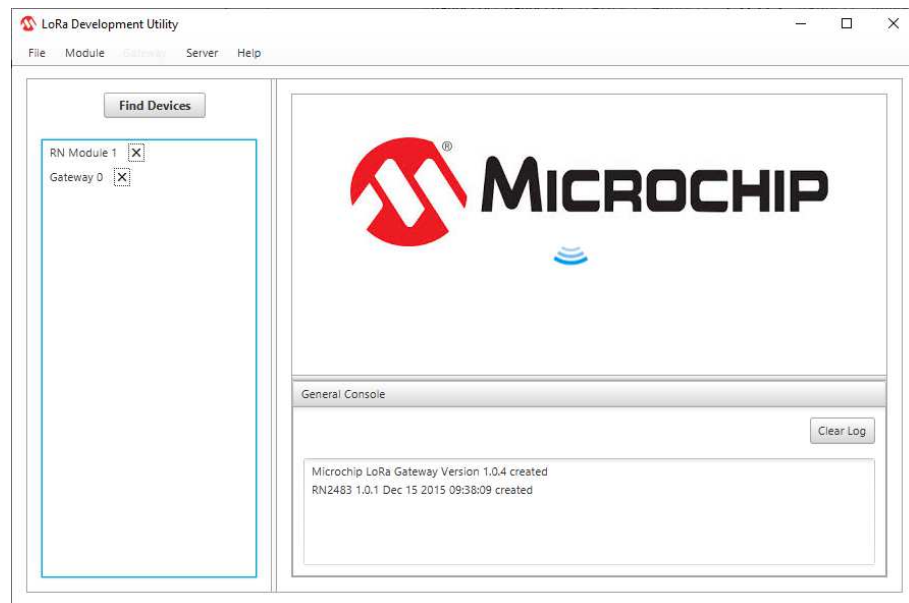 LoRa Development Utility
File Module Gateway Server Help
Find Devices
RN Module 1
Gateway 0
MICROCHIP
®
General Console
Clear Log
Microchip LoRa Gateway Version 1.0.4 created
RN2483 1.0.1 Dec 15 2015 09:38:09 created